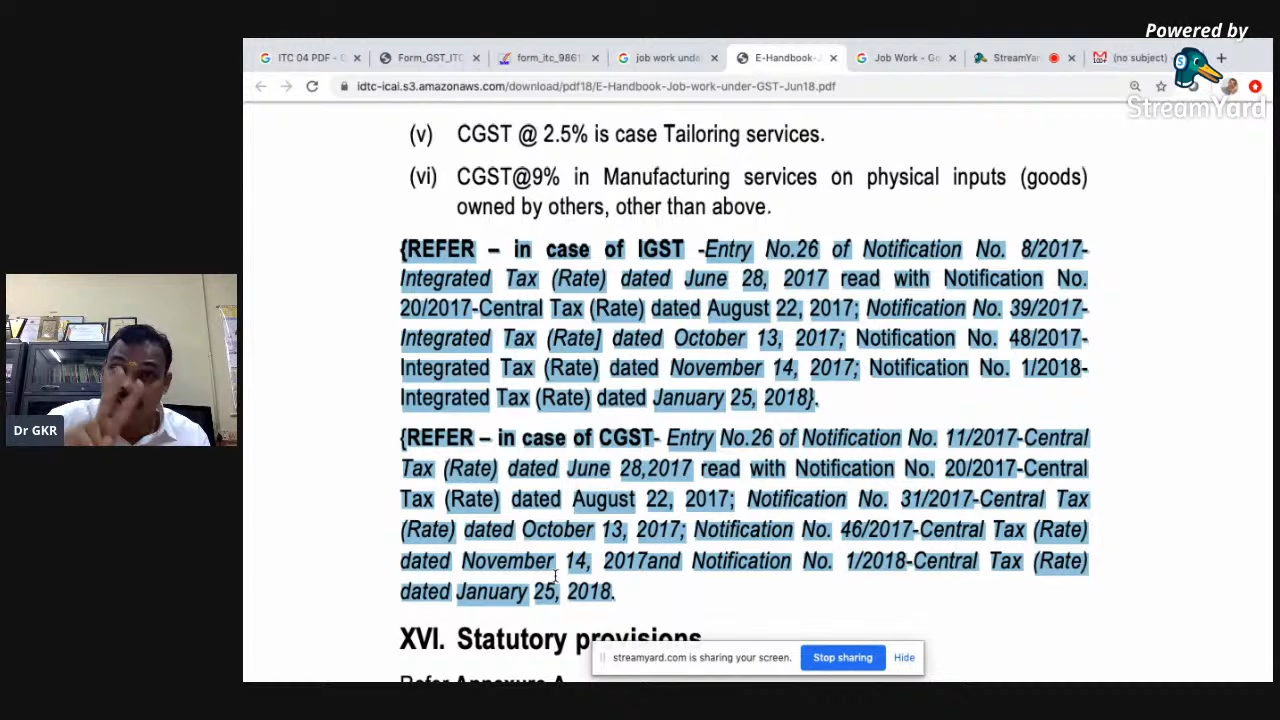 Powered by
StreamYard
ITC 04 PDF - G
Form_GST_ITC
form_itc_9861
job work unde
E-Handbook-J
Job Work - Go
StreamYar
(no subject)
idtc-icai.s3.amazonaws.com/download/pdf18/E-Handbook-Job-work-under-GST-Jun18.pdf
(v) CGST @ 2.5% is case Tailoring services.
(vi) CGST@9% in Manufacturing services on physical inputs (goods)
owned by others, other than above.
{REFER – in case of IGST -Entry No.26 of Notification No. 8/2017-
Integrated Tax (Rate) dated June 28, 2017 read with Notification No.
20/2017-Central Tax (Rate) dated August 22, 2017; Notification No. 39/2017-
Integrated Tax (Rate] dated October 13, 2017; Notification No. 48/2017-
Integrated Tax (Rate) dated November 14, 2017; Notification No. 1/2018-
Integrated Tax (Rate) dated January 25, 2018}.
{REFER – in case of CGST- Entry No.26 of Notification No. 11/2017-Central
Tax (Rate) dated June 28,2017 read with Notification No. 20/2017-Central
Tax (Rate) dated August 22, 2017; Notification No. 31/2017-Central Tax
(Rate) dated October 13, 2017; Notification No. 46/2017-Central Tax (Rate)
dated November 14, 2017and Notification No. 1/2018-Central Tax (Rate)
dated January 25, 2018.
XVI. Statutory provisions
Refer Annexure A
streamyard.com is sharing your screen.
Stop sharing
Hide
Dr GKR